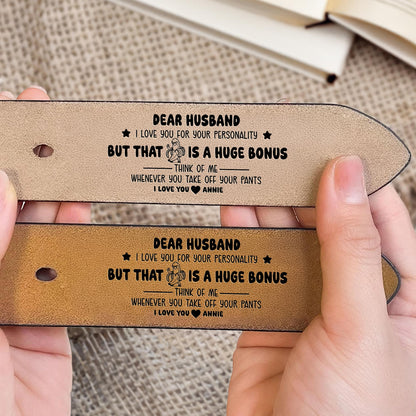 DEAR HUSBAND
★ I LOVE YOU FOR YOUR PERSONALITY ★
BUT THAT IS A HUGE BONUS
THINK OF ME
WHENEVER YOU TAKE OFF YOUR PANTS
I LOVE YOU ♥ ANNIE
DEAR HUSBAND
★ I LOVE YOU FOR YOUR PERSONALITY ★
BUT THAT IS A HUGE BONUS
THINK OF ME
WHENEVER YOU TAKE OFF YOUR PANTS
I LOVE YOU ♥ ANNIE